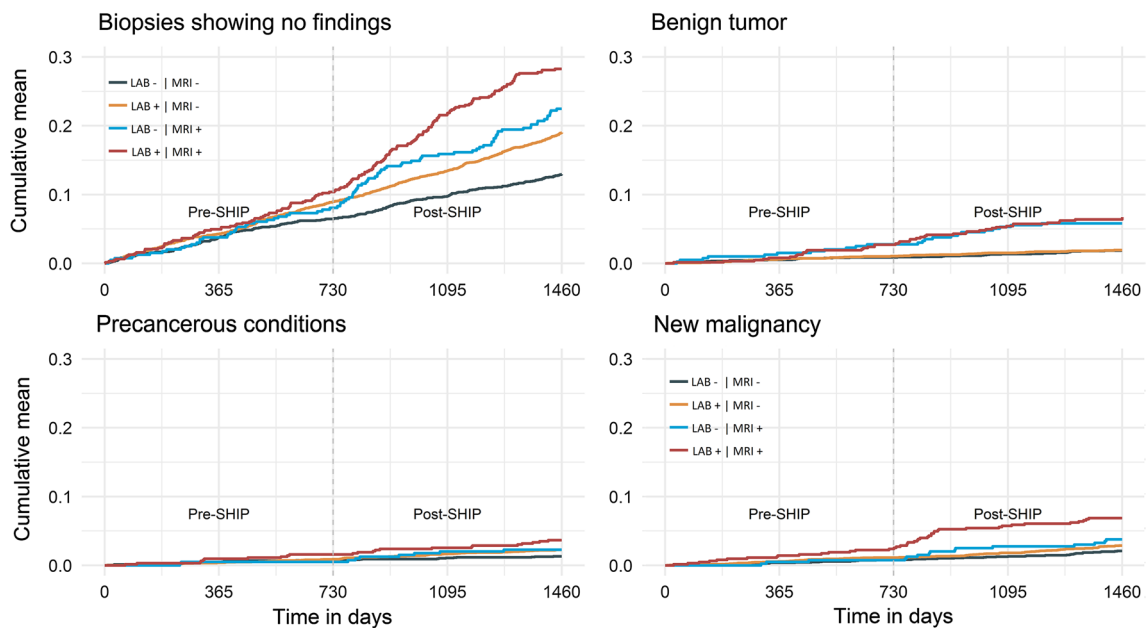 Biopsies showing no findings
Cumulative mean
0.3
0.2
0.1
0.0
LAB - | MRI -
LAB + | MRI -
LAB - | MRI +
LAB + | MRI +
Pre-SHIP
Post-SHIP
0 365 730 1095 1460
Benign tumor
0.3
0.2
0.1
0.0
Pre-SHIP
Post-SHIP
0 365 730 1095 1460
Precancerous conditions
Cumulative mean
0.3
0.2
0.1
0.0
Pre-SHIP
Post-SHIP
0 365 730 1095 1460
Time in days
New malignancy
0.3
0.2
0.1
0.0
LAB - | MRI -
LAB + | MRI -
LAB - | MRI +
LAB + | MRI +
Pre-SHIP
Post-SHIP
0 365 730 1095 1460
Time in days